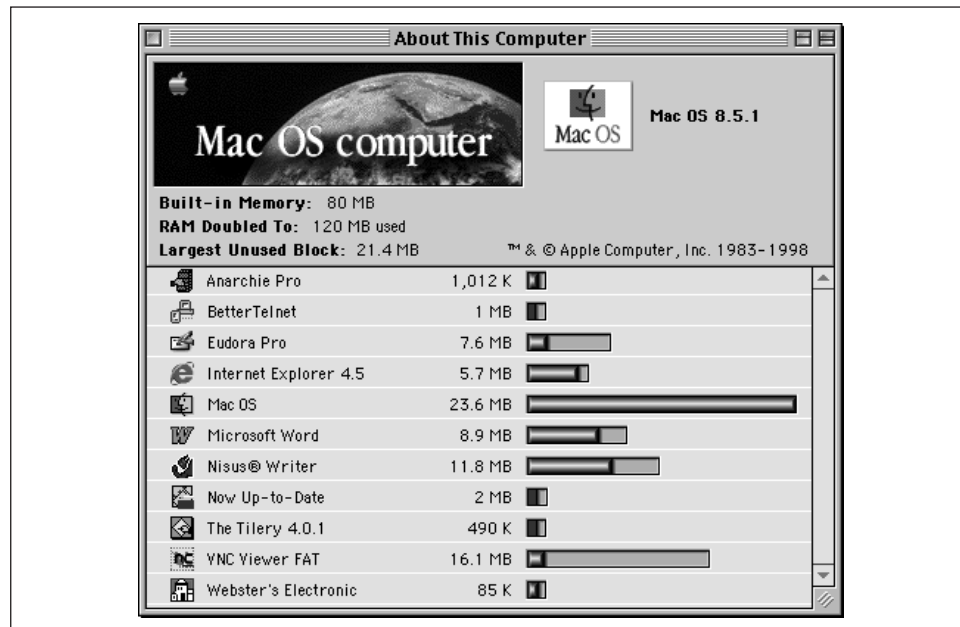 About This Computer
Mac OS computer
Mac OS
Mac OS 8.5.1
Built-in Memory: 80 MB
RAM Doubled To: 120 MB used
Largest Unused Block: 21.4 MB
™ & © Apple Computer, Inc. 1983-1998
Anarchie Pro 1,012 K
BetterTelnet 1 MB
Eudora Pro 7.6 MB
Internet Explorer 4.5 5.7 MB
Mac OS 23.6 MB
Microsoft Word 8.9 MB
Nisus® Writer 11.8 MB
Now Up-to-Date 2 MB
The Tilery 4.0.1 490 K
VNC Viewer FAT 16.1 MB
Webster's Electronic 85 K